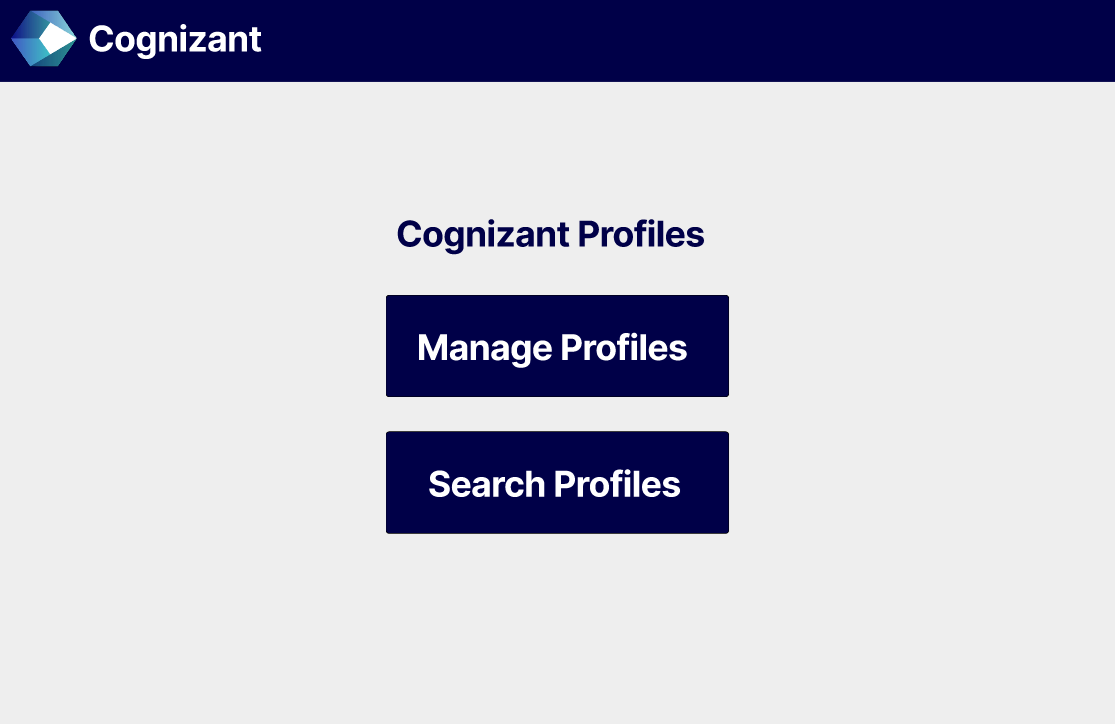 Cognizant
Cognizant Profiles
Manage Profiles
Search Profiles